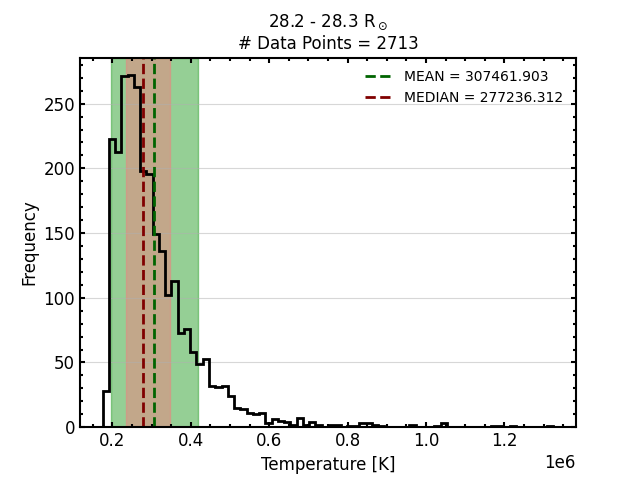 28.2 - 28.3 R⊙
# Data Points = 2713
MEAN = 307461.903
MEDIAN = 277236.312
Frequency
250
200
150
100
50
0
0.2 0.4 0.6 0.8 1.0 1.2
1e6
Temperature [K]